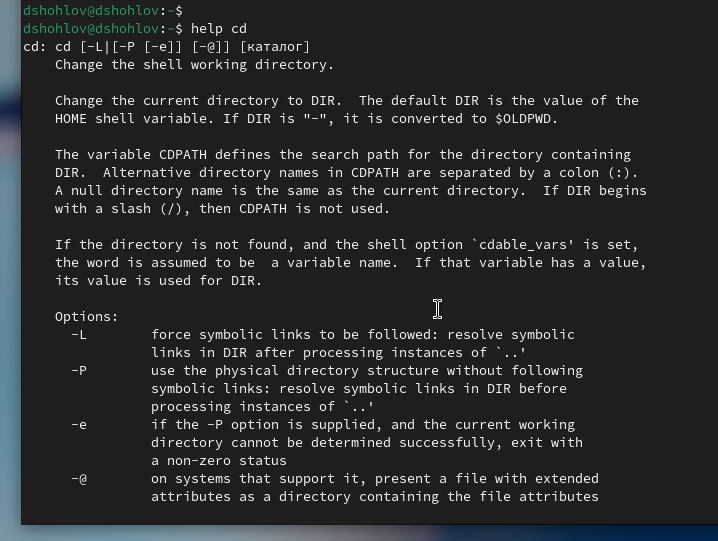 dshohlov@dshohlov:~$
dshohlov@dshohlov:~$ help cd
cd: cd [-L|[-P [-e]] [-@]] [каталог]
    Change the shell working directory.

    Change the current directory to DIR.  The default DIR is the value of the
    HOME shell variable. If DIR is "-", it is converted to $OLDPWD.

    The variable CDPATH defines the search path for the directory containing
    DIR.  Alternative directory names in CDPATH are separated by a colon (:).
    A null directory name is the same as the current directory.  If DIR begins
    with a slash (/), then CDPATH is not used.

    If the directory is not found, and the shell option `cdable_vars' is set,
    the word is assumed to be  a variable name.  If that variable has a value,
    its value is used for DIR.

    Options:
      -L        force symbolic links to be followed: resolve symbolic
                links in DIR after processing instances of `..'
      -P        use the physical directory structure without following
                symbolic links: resolve symbolic links in DIR before
                processing instances of `..'
      -e        if the -P option is supplied, and the current working
                directory cannot be determined successfully, exit with
                a non-zero status
      -@        on systems that support it, present a file with extended
                attributes as a directory containing the file attributes